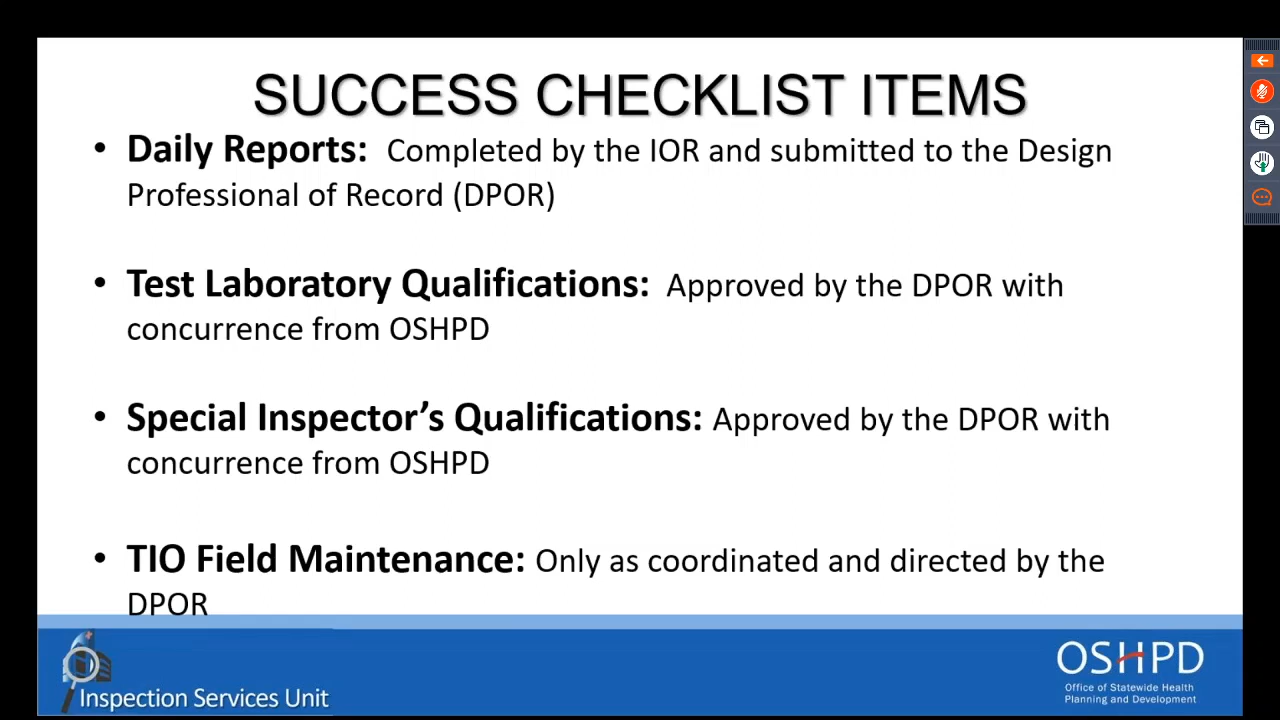 SUCCESS CHECKLIST ITEMS
• Daily Reports: Completed by the IOR and submitted to the Design
Professional of Record (DPOR)
• Test Laboratory Qualifications: Approved by the DPOR with
concurrence from OSHPD
• Special Inspector’s Qualifications: Approved by the DPOR with
concurrence from OSHPD
• TIO Field Maintenance: Only as coordinated and directed by the
DPOR
Inspection Services Unit
OSHPD
Office of Statewide Health
Planning and Development